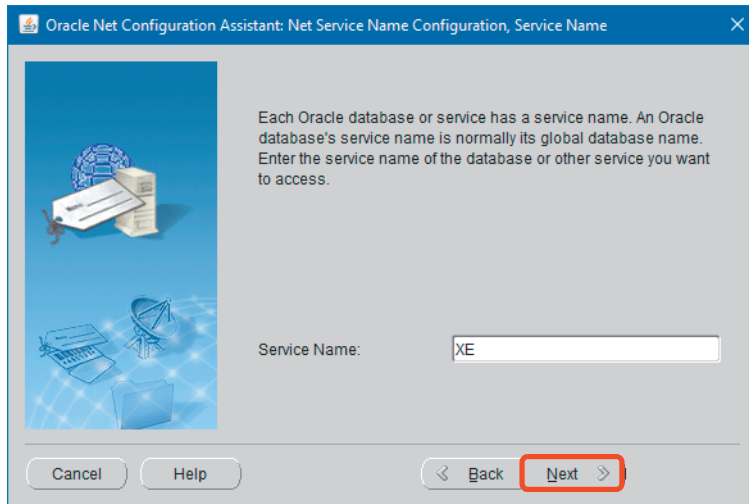 Oracle Net Configuration Assistant: Net Service Name Configuration, Service Name
Each Oracle database or service has a service name. An Oracle
database's service name is normally its global database name.
Enter the service name of the database or other service you want
to access.
Service Name: XE
Cancel Help Back Next